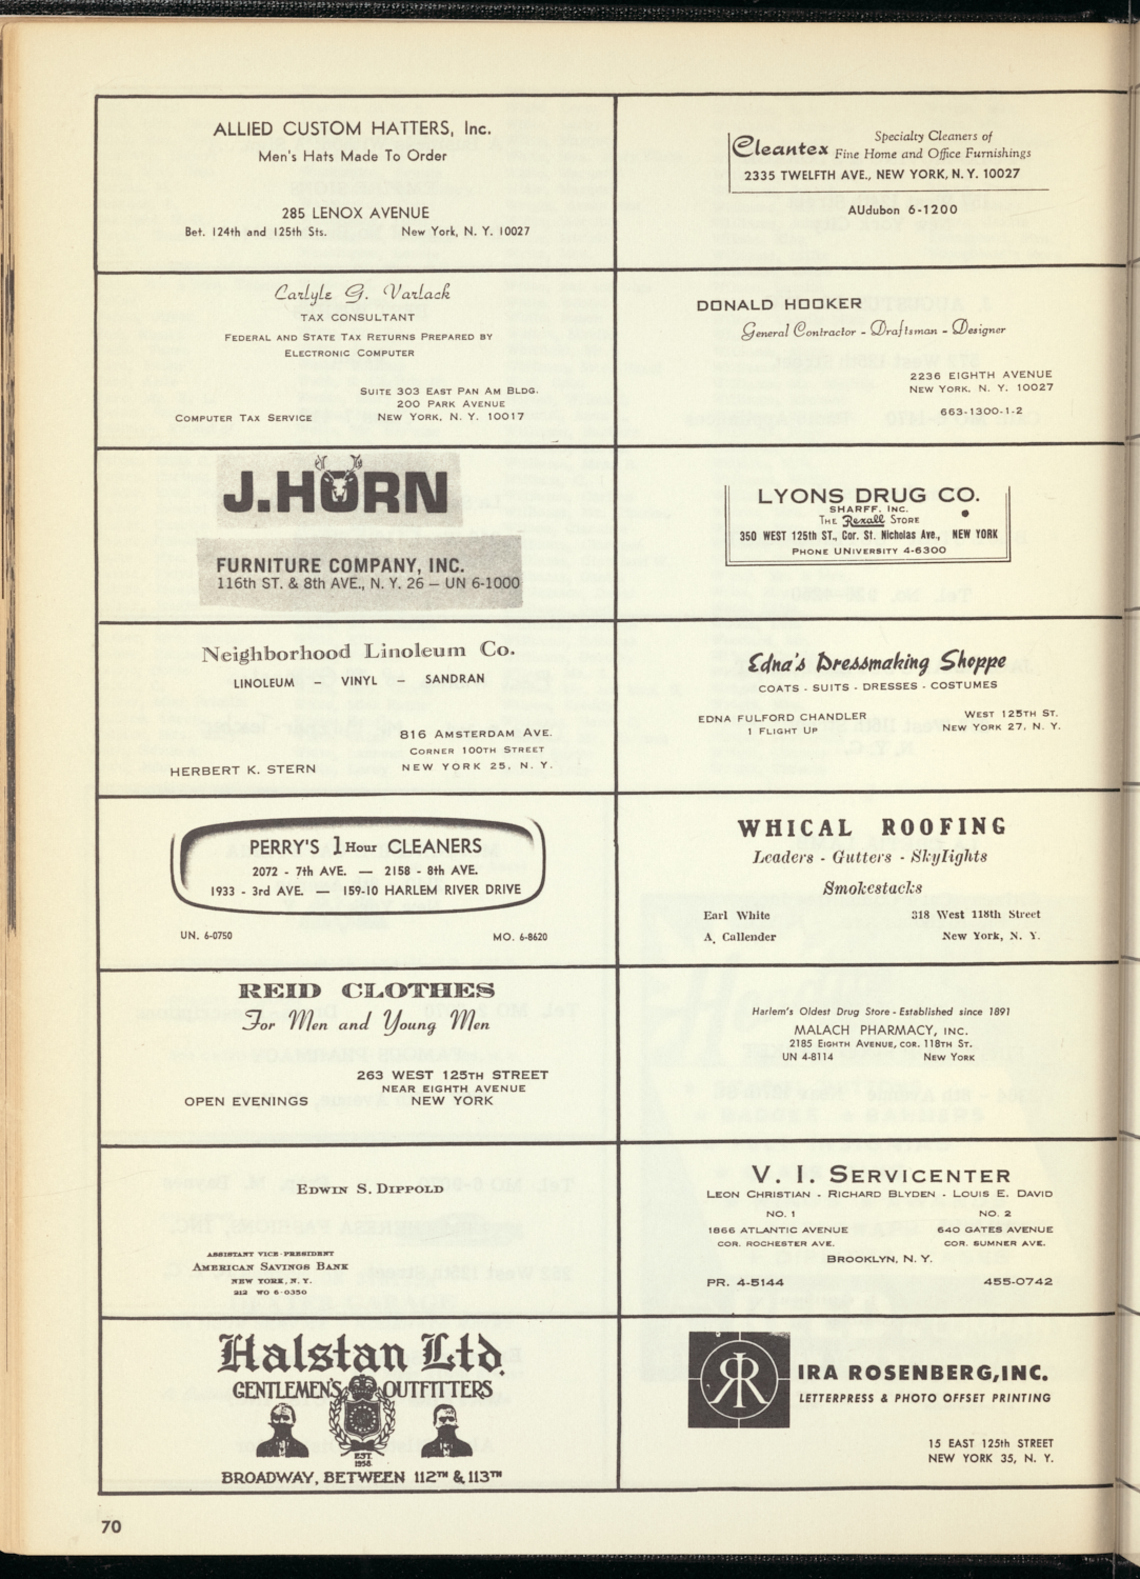 ALLIED CUSTOM HATTERS, Inc.
Men's Hats Made To Order
285 LENOX AVENUE
Bet. 124th and 125th Sts. New York, N. Y. 10027
Cleantex Specialty Cleaners of
Fine Home and Office Furnishings
2335 TWELFTH AVE., NEW YORK, N. Y. 10027
AUdubon 6-1200
Carlyle G. Varlack
TAX CONSULTANT
FEDERAL AND STATE TAX RETURNS PREPARED BY
ELECTRONIC COMPUTER
SUITE 303 EAST PAN AM BLDG.
200 PARK AVENUE
COMPUTER TAX SERVICE NEW YORK, N. Y. 10017
DONALD HOOKER
General Contractor - Draftsman - Designer
2236 EIGHTH AVENUE
NEW YORK, N. Y. 10027
663-1300-1-2
J. HORN
FURNITURE COMPANY, INC.
116th ST. & 8th AVE., N. Y. 26 — UN 6-1000
LYONS DRUG CO.
SHARFF, INC.
THE Rexall STORE
350 WEST 125th ST., Cor. St. Nicholas Ave., NEW YORK
PHONE UNIVERSITY 4-6300
Neighborhood Linoleum Co.
LINOLEUM — VINYL — SANDRAN
816 AMSTERDAM AVE.
CORNER 100TH STREET
HERBERT K. STERN NEW YORK 25, N. Y.
Edna's Dressmaking Shoppe
COATS - SUITS - DRESSES - COSTUMES
EDNA FULFORD CHANDLER WEST 125TH ST.
1 FLIGHT UP NEW YORK 27, N. Y.
PERRY'S 1 Hour CLEANERS
2072 - 7th AVE. — 2158 - 8th AVE.
1933 - 3rd AVE. — 159-10 HARLEM RIVER DRIVE
UN. 6-0750 MO. 6-8620
WHICAL ROOFING
Leaders - Gutters - Skylights
Smokestacks
Earl White 318 West 118th Street
A. Callender New York, N. Y.
REID CLOTHES
For Men and Young Men
263 WEST 125TH STREET
NEAR EIGHTH AVENUE
OPEN EVENINGS NEW YORK
Harlem's Oldest Drug Store - Established since 1891
MALACH PHARMACY, INC.
2185 EIGHTH AVENUE, COR. 118TH ST.
UN 4-8114 NEW YORK
EDWIN S. DIPPOLD
ASSISTANT VICE-PRESIDENT
AMERICAN SAVINGS BANK
NEW YORK, N. Y.
212 WO 6-0350
V. I. SERVICENTER
LEON CHRISTIAN - RICHARD BLYDEN - LOUIS E. DAVID
NO. 1 NO. 2
1866 ATLANTIC AVENUE 640 GATES AVENUE
COR. ROCHESTER AVE. COR. SUMNER AVE.
BROOKLYN, N. Y.
PR. 4-5144 455-0742
Halstan Ltd.
GENTLEMEN'S OUTFITTERS
EST.
1958
BROADWAY, BETWEEN 112TH & 113TH
IRA ROSENBERG, INC.
LETTERPRESS & PHOTO OFFSET PRINTING
15 EAST 125th STREET
NEW YORK 35, N. Y.
70